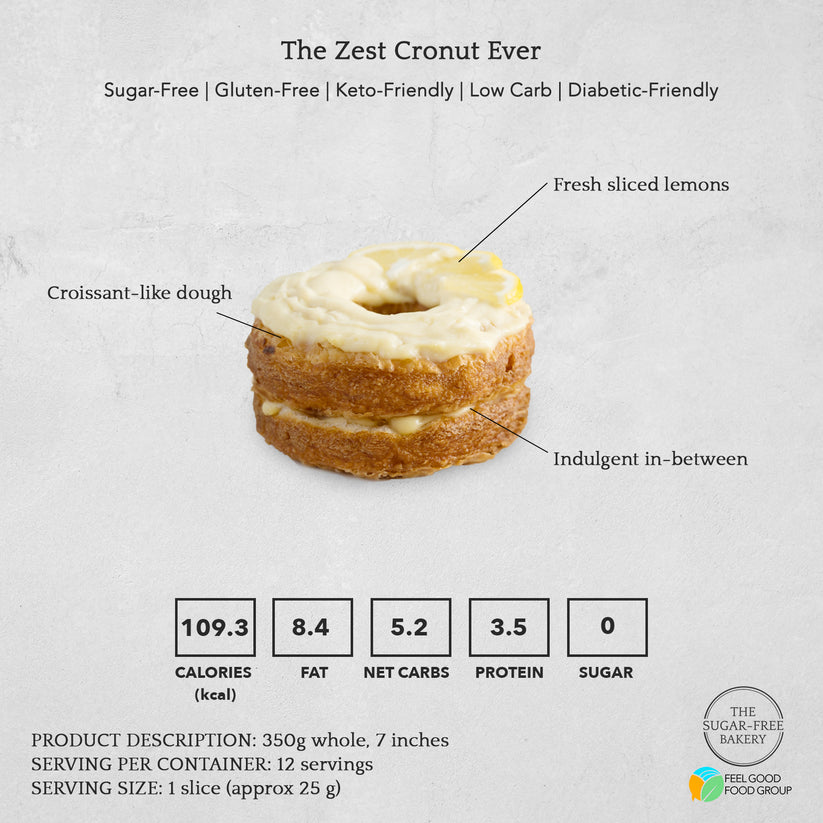 The Zest Cronut Ever
Sugar-Free | Gluten-Free | Keto-Friendly | Low Carb | Diabetic-Friendly
Fresh sliced lemons
Croissant-like dough
Indulgent in-between
109.3 8.4 5.2 3.5 0
CALORIES FAT NET CARBS PROTEIN SUGAR
(kcal)
PRODUCT DESCRIPTION: 350g whole, 7 inches
SERVING PER CONTAINER: 12 servings
SERVING SIZE: 1 slice (approx 25 g)
THE
SUGAR-FREE
BAKERY
FEEL GOOD
FOOD GROUP